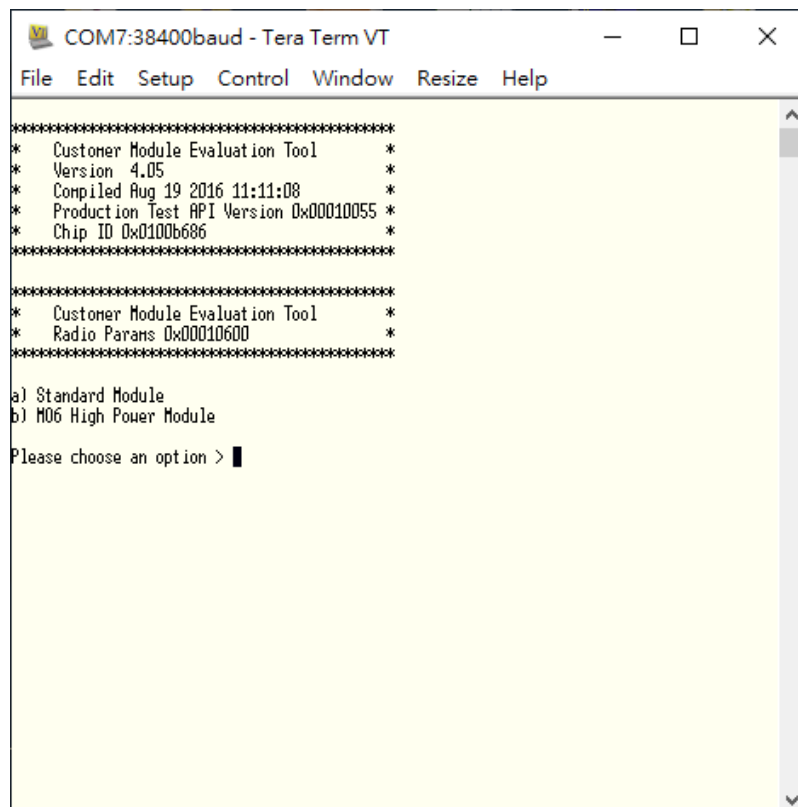 COM7:38400baud - Tera Term VT
File Edit Setup Control Window Resize Help
*******************************************
* Customer Module Evaluation Tool *
* Version 4.05 *
* Compiled Aug 19 2016 11:11:08 *
* Production Test API Version 0x00010055 *
* Chip ID 0x0100b686 *
*******************************************
*******************************************
* Customer Module Evaluation Tool *
* Radio Params 0x00010600 *
*******************************************
a) Standard Module
b) M06 High Power Module
Please choose an option >